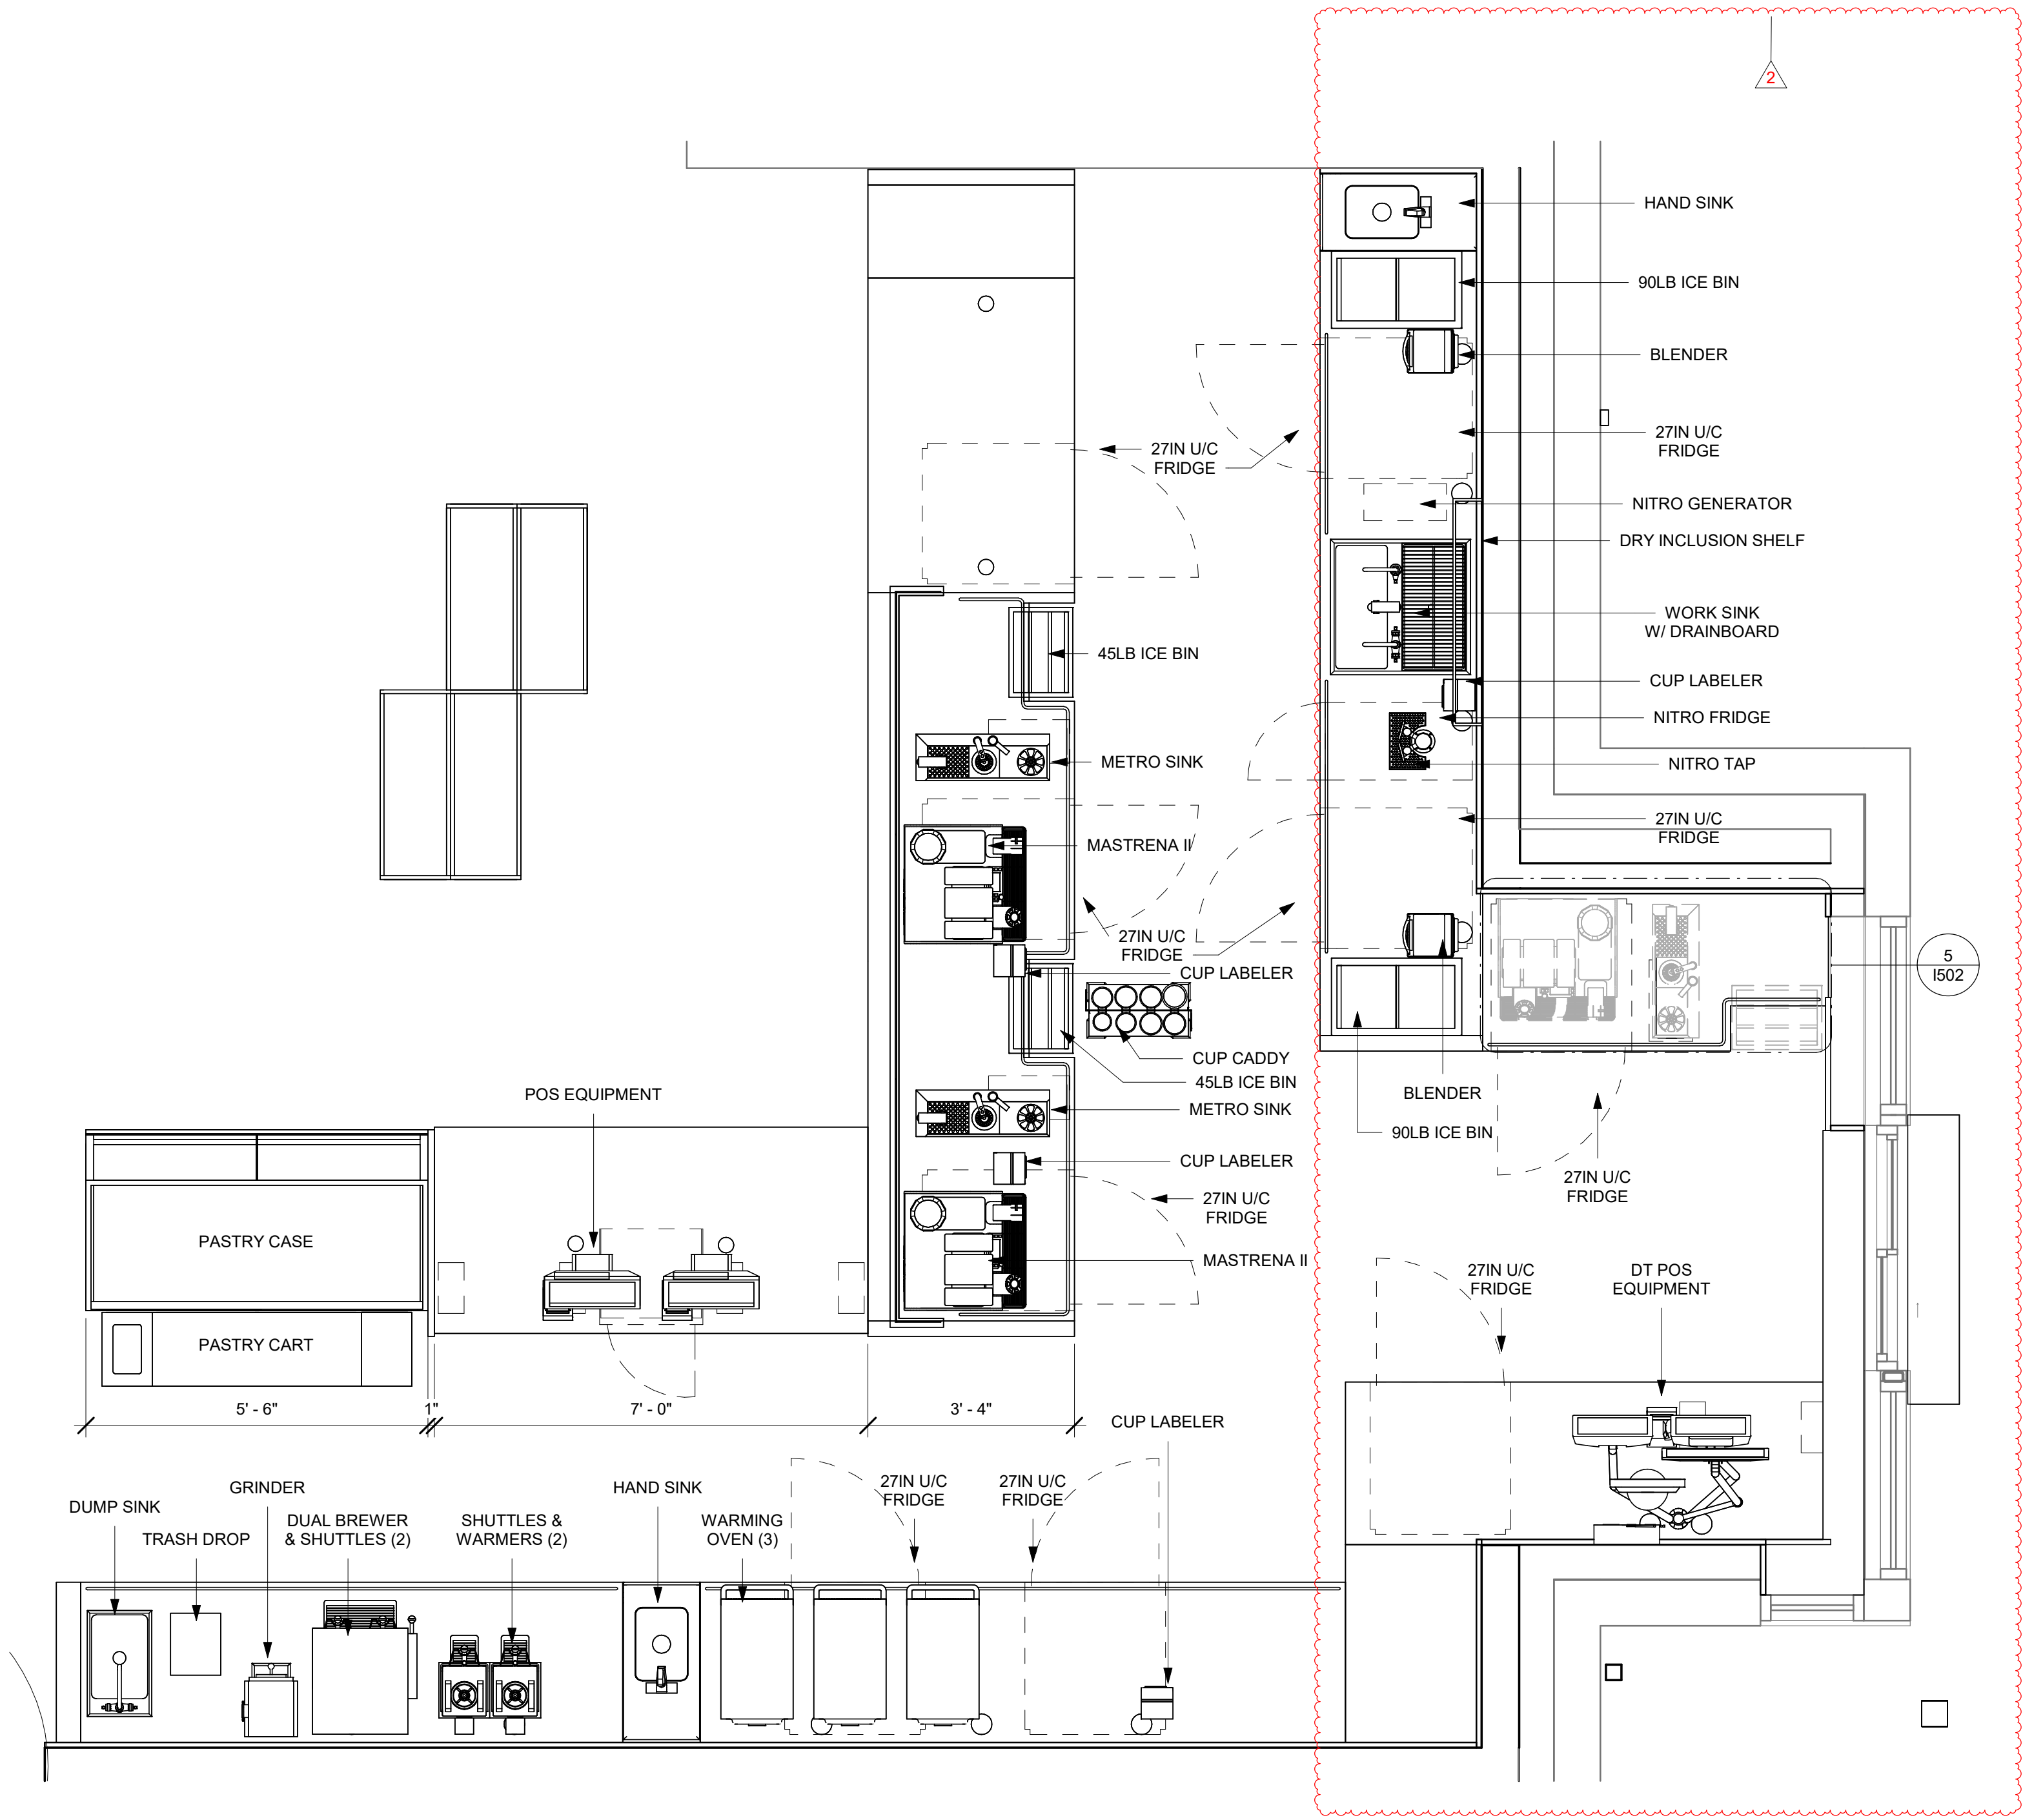 2
HAND SINK
90LB ICE BIN
BLENDER
27IN U/C
FRIDGE
27IN U/C
FRIDGE
NITRO GENERATOR
DRY INCLUSION SHELF
WORK SINK
W/ DRAINBOARD
45LB ICE BIN
CUP LABELER
NITRO FRIDGE
METRO SINK
NITRO TAP
27IN U/C
FRIDGE
MASTRENA II
27IN U/C
FRIDGE
CUP LABELER
5
I502
CUP CADDY
45LB ICE BIN
METRO SINK
BLENDER
90LB ICE BIN
POS EQUIPMENT
CUP LABELER
27IN U/C
FRIDGE
27IN U/C
FRIDGE
PASTRY CASE
MASTRENA II
27IN U/C
FRIDGE
DT POS
EQUIPMENT
PASTRY CART
5' - 6"
1"
7' - 0"
3' - 4"
CUP LABELER
DUMP SINK
TRASH DROP
GRINDER
DUAL BREWER
& SHUTTLES (2)
SHUTTLES &
WARMERS (2)
HAND SINK
WARMING
OVEN (3)
27IN U/C
FRIDGE
27IN U/C
FRIDGE